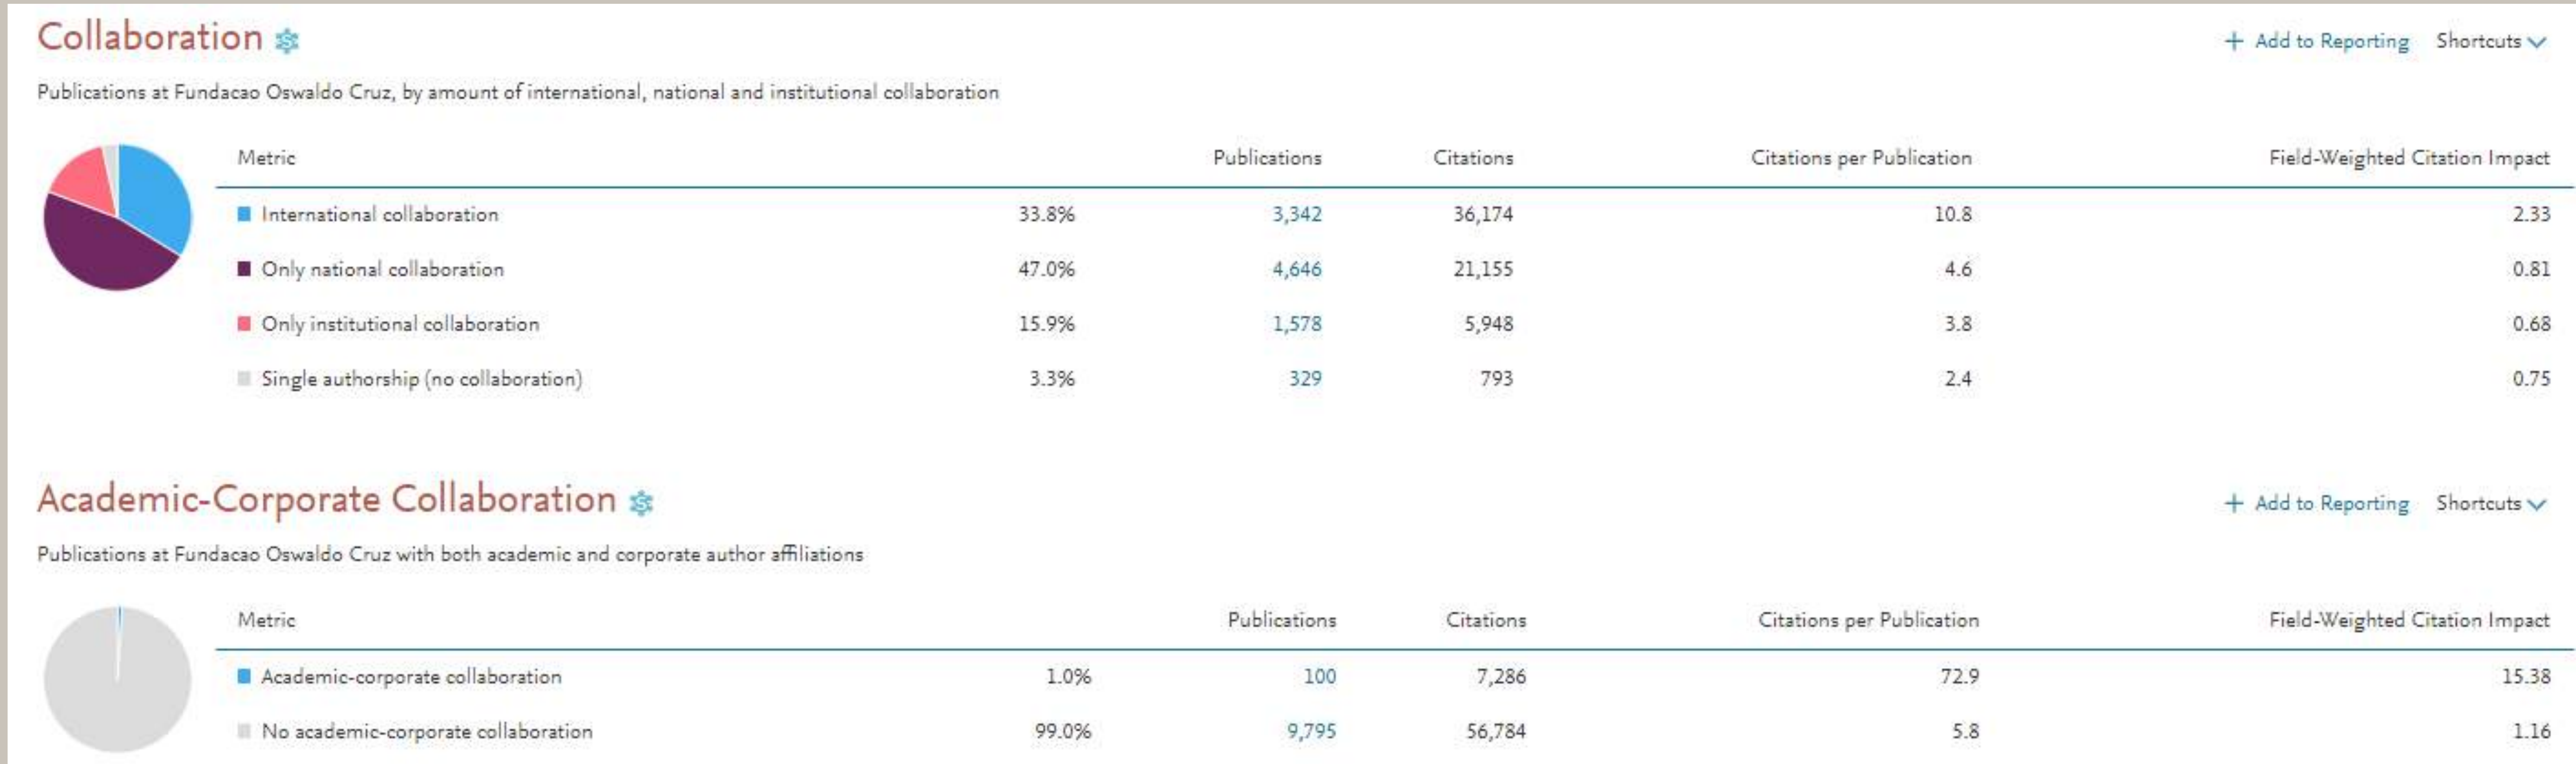 Collaboration
+ Add to Reporting Shortcuts
Publications at Fundacao Oswaldo Cruz, by amount of international, national and institutional collaboration
Metric Publications Citations Citations per Publication Field-Weighted Citation Impact
International collaboration 33.8% 3,342 36,174 10.8 2.33
Only national collaboration 47.0% 4,646 21,155 4.6 0.81
Only institutional collaboration 15.9% 1,578 5,948 3.8 0.68
Single authorship (no collaboration) 3.3% 329 793 2.4 0.75
Academic-Corporate Collaboration
+ Add to Reporting Shortcuts
Publications at Fundacao Oswaldo Cruz with both academic and corporate author affiliations
Metric Publications Citations Citations per Publication Field-Weighted Citation Impact
Academic-corporate collaboration 1.0% 100 7,286 72.9 15.38
No academic-corporate collaboration 99.0% 9,795 56,784 5.8 1.16